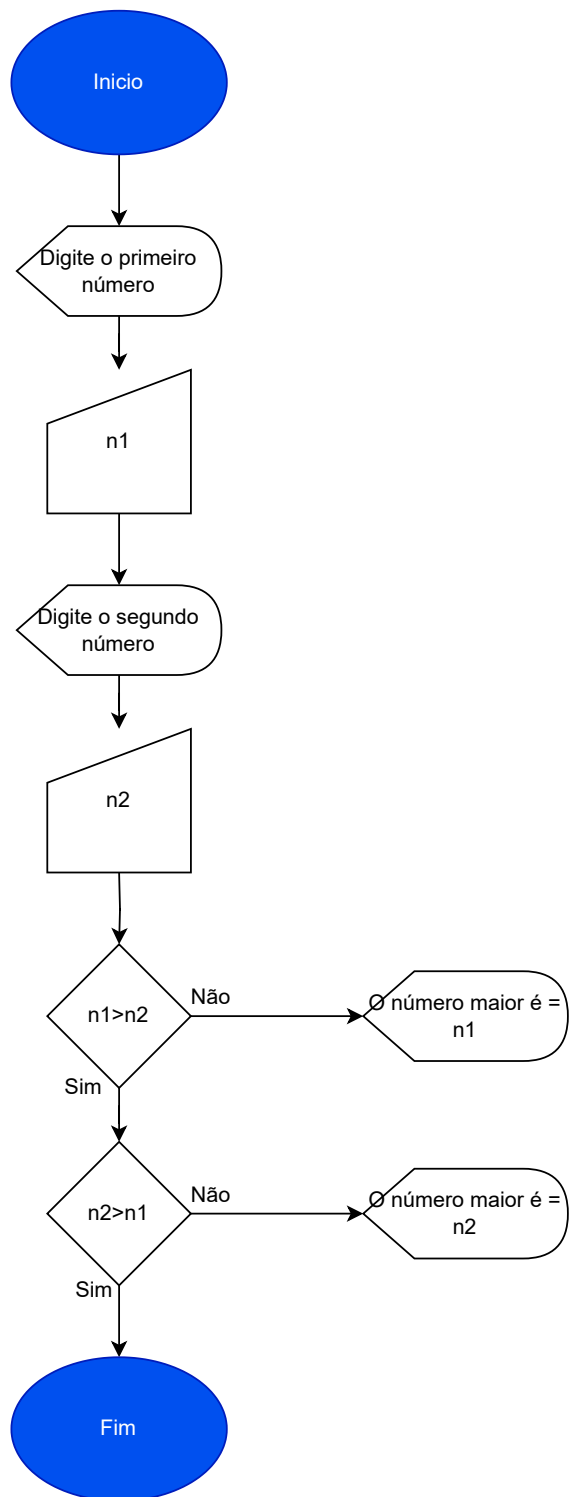 Inicio
Digite o primeiro
número
n1
Digite o segundo
número
n2
n1>n2
Não
O número maior é =
n1
Sim
n2>n1
Não
O número maior é =
n2
Sim
Fim